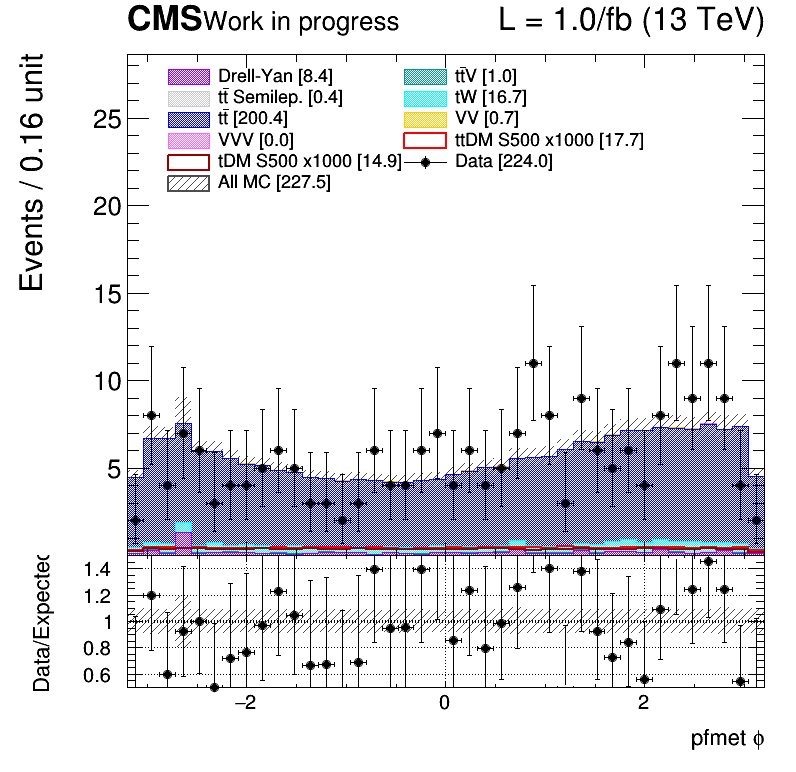 CMS Work in progress L = 1.0/fb (13 TeV)
Events / 0.16 unit
25
20
15
10
5
Drell-Yan [8.4] tt̄V [1.0]
tt̄ Semilep. [0.4] tW [16.7]
tt̄ [200.4] VV [0.7]
VVV [0.0] ttDM S500 x1000 [17.7]
tDM S500 x1000 [14.9] Data [224.0]
All MC [227.5]
Data/Expected
1.4
1.2
1
0.8
0.6
−2 0 2
pfmet ϕ